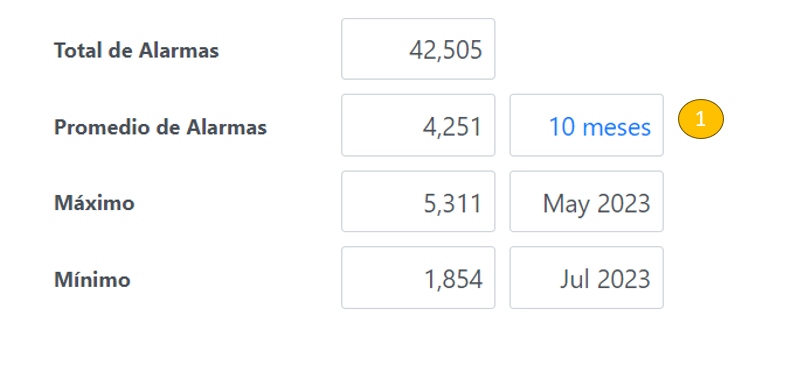 Total de Alarmas 42,505
Promedio de Alarmas 4,251 10 meses 1
Máximo 5,311 May 2023
Mínimo 1,854 Jul 2023